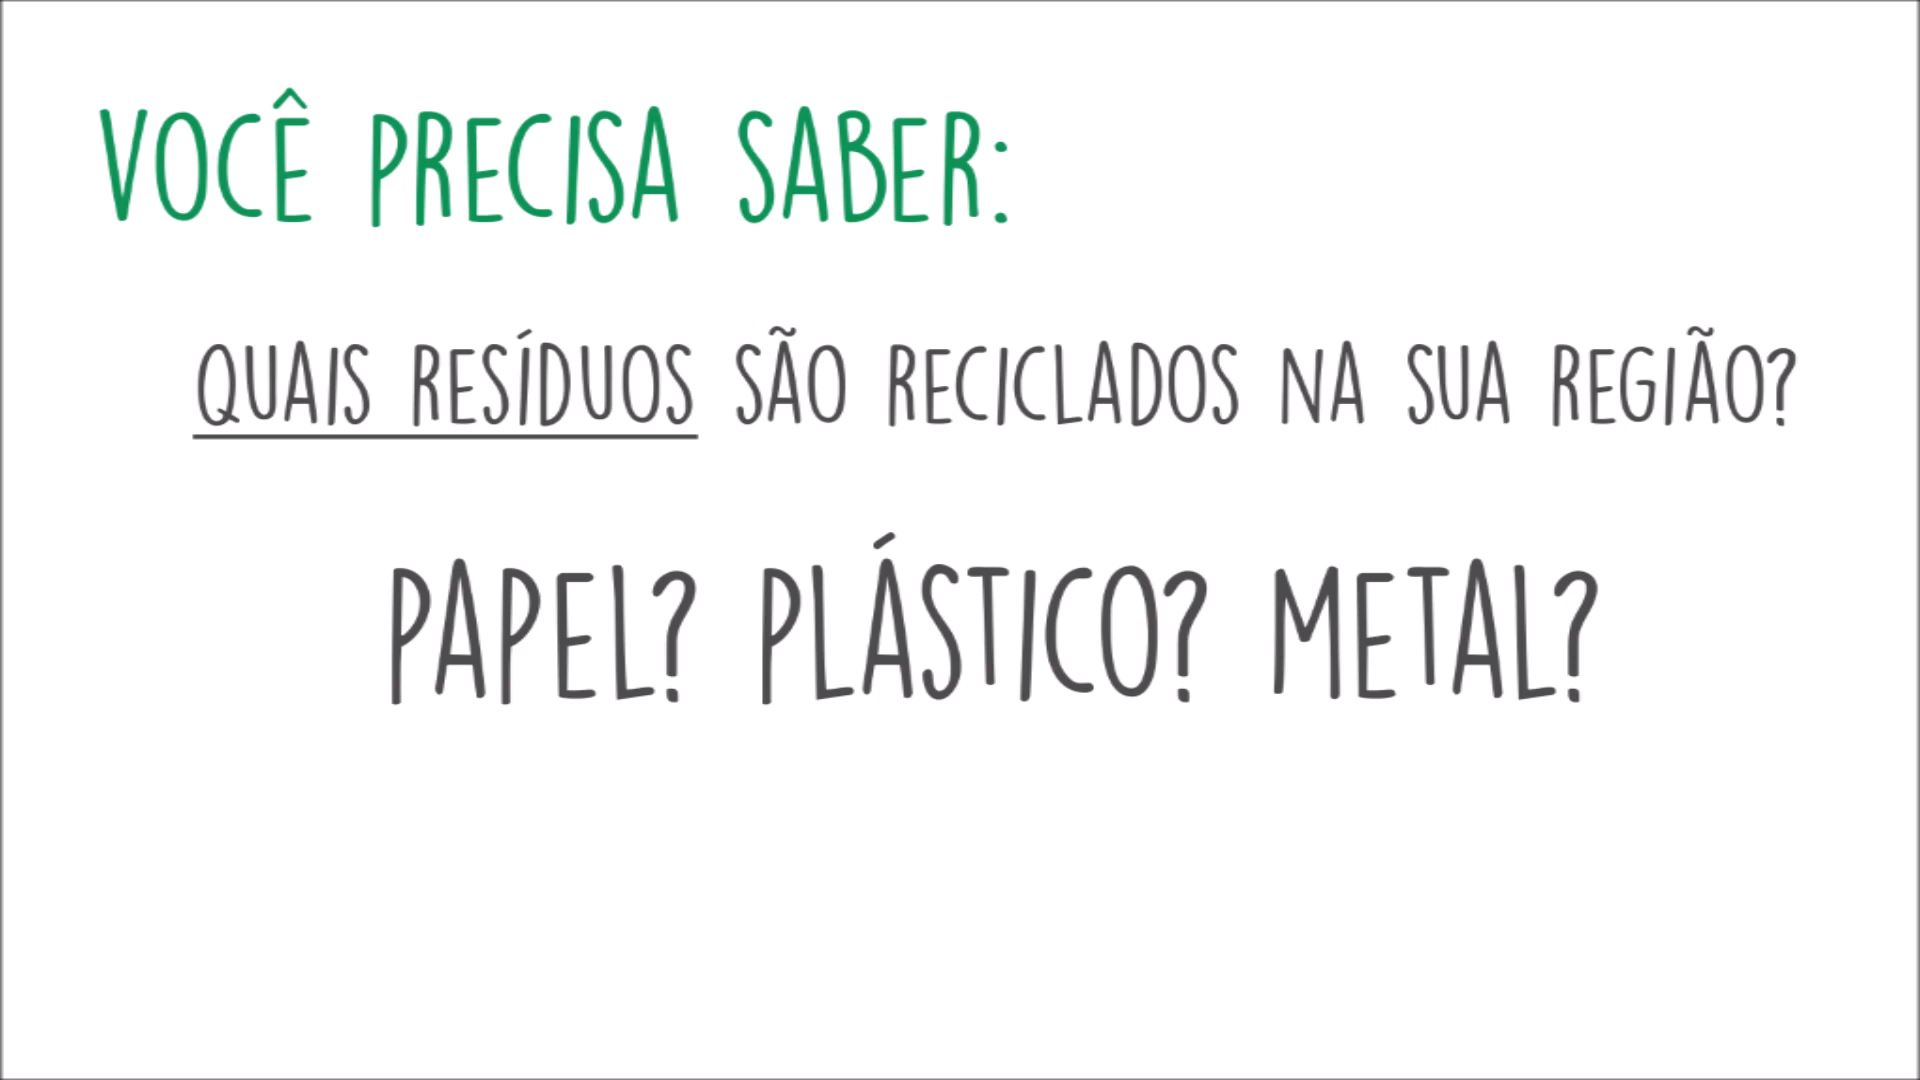 VOCÊ PRECISA SABER:
QUAIS RESÍDUOS SÃO RECICLADOS NA SUA REGIÃO?
PAPEL? PLÁSTICO? METAL?